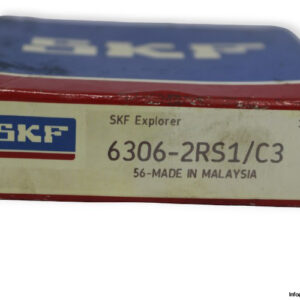 SKF
SKF Explorer
SKF
6306-2RS1/C3
56-MADE IN MALAYSIA